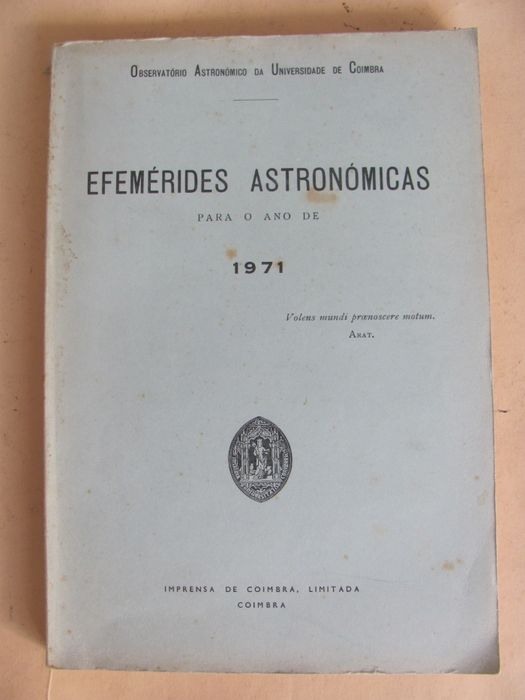 Observatório Astronómico da Universidade de Coimbra
EFEMÉRIDES ASTRONÓMICAS
PARA O ANO DE
1971
Volens mundi prænoscere motum.
Arat.
IMPRENSA DE COIMBRA, LIMITADA
COIMBRA